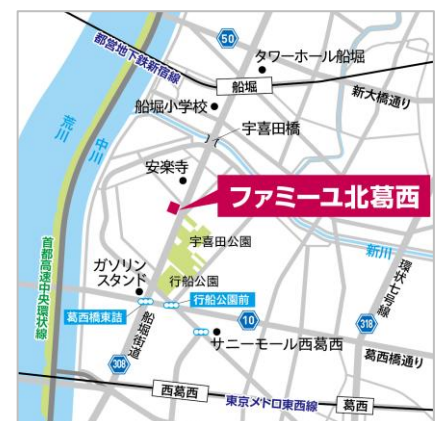 50
都営地下鉄新宿線
タワーホール船堀
船堀
新大橋通り
船堀小学校
宇喜田橋
荒川
中川
安楽寺
ファミーユ北葛西
宇喜田公園
新川
環状七号線
首都高速中央環状線
ガソリン
スタンド
行船公園
葛西橋東詰
行船公園前
10
318
船堀街道
サニーモール西葛西
葛西橋通り
308
西葛西
東京メトロ東西線
葛西